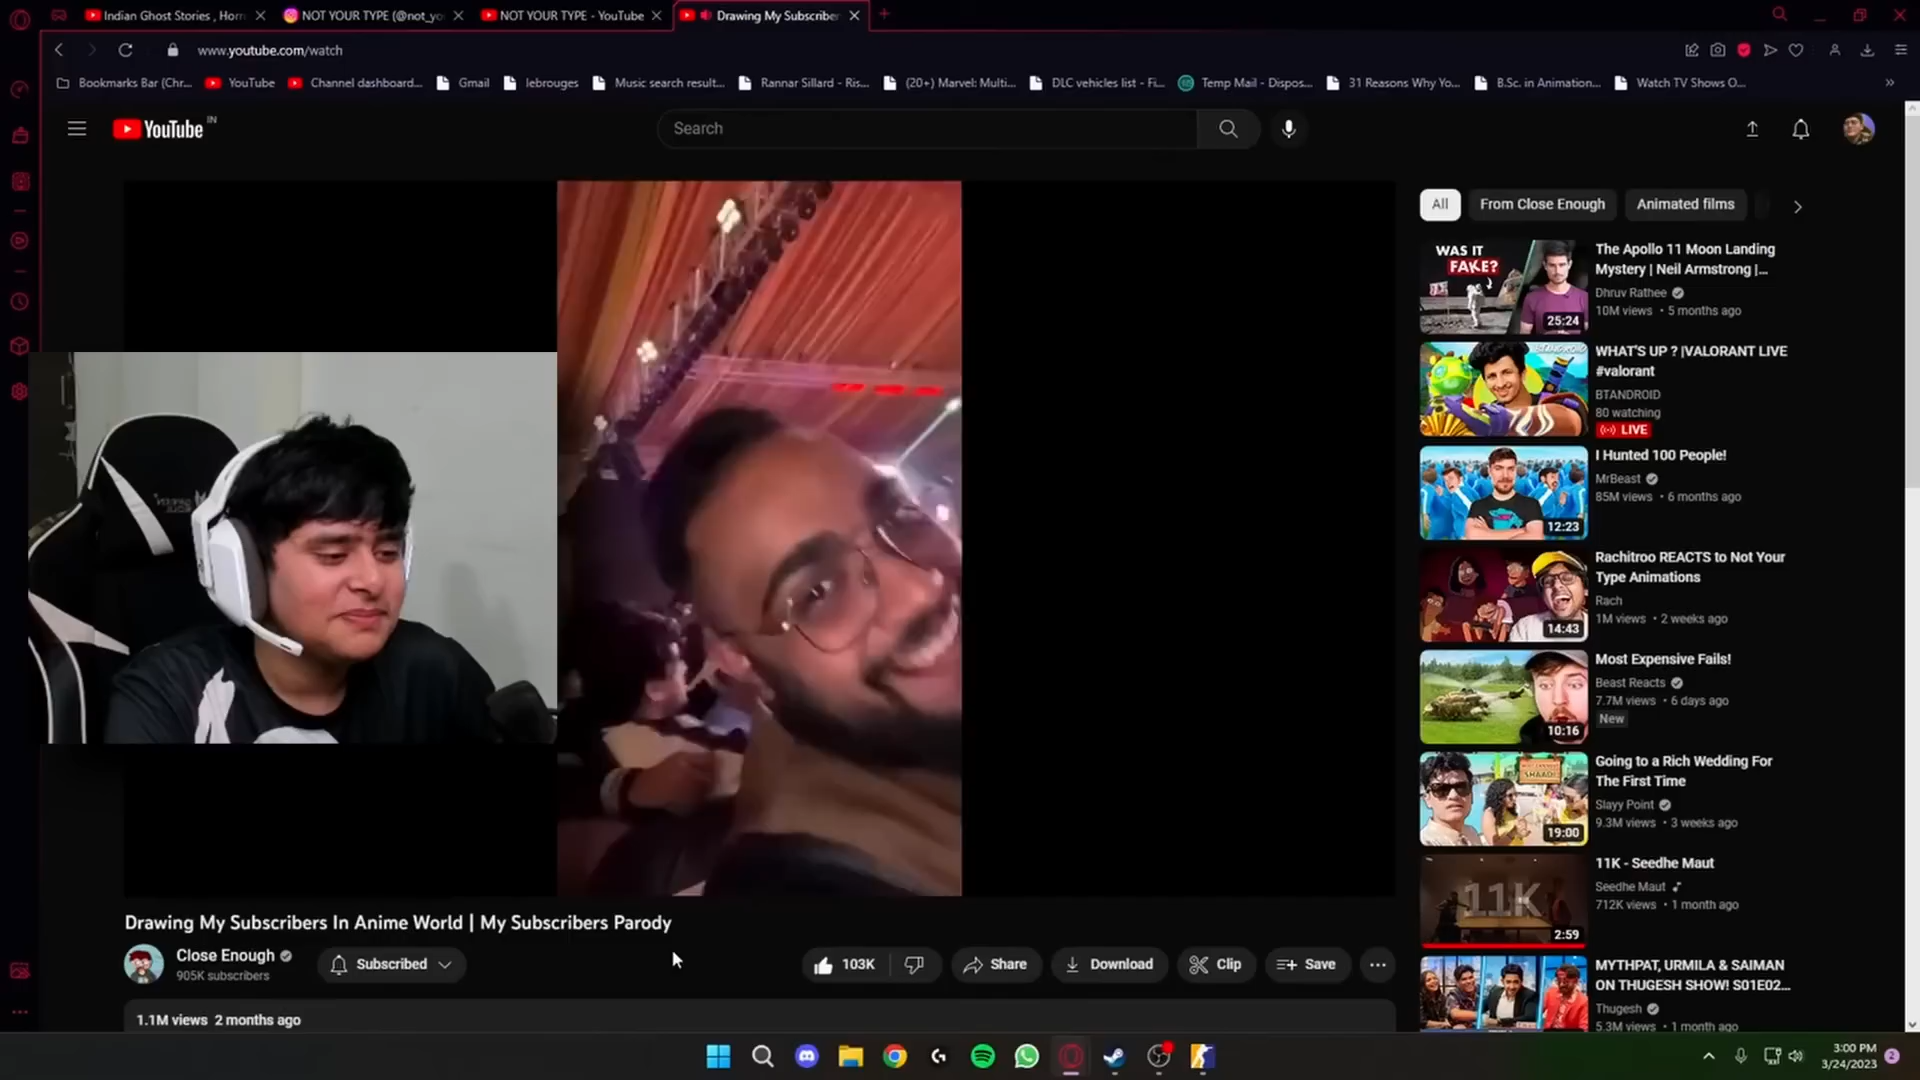 Indian Ghost Stories , Horr
NOT YOUR TYPE (@not_yo
NOT YOUR TYPE - YouTube
Drawing My Subscriber
www.youtube.com/watch
Bookmarks Bar (Chr...
YouTube
Channel dashboard...
Gmail
lebrouges
Music search result...
Rannar Sillard - Ris...
(20+) Marvel: Multi...
DLC vehicles list - Fi...
Temp Mail - Dispos...
31 Reasons Why Yo...
B.Sc. in Animation...
Watch TV Shows O...
YouTube IN
Search
All
From Close Enough
Animated films
WAS IT
FAKE?
25:24
The Apollo 11 Moon Landing
Mystery | Neil Armstrong |...
Dhruv Rathee
10M views • 5 months ago
WHAT'S UP ? |VALORANT LIVE
#valorant
BTANDROID
80 watching
LIVE
I Hunted 100 People!
MrBeast
85M views • 6 months ago
12:23
Rachitroo REACTS to Not Your
Type Animations
Rach
1M views • 2 weeks ago
14:43
Most Expensive Fails!
Beast Reacts
7.7M views • 6 days ago
New
10:16
Going to a Rich Wedding For
The First Time
Slayy Point
9.3M views • 3 weeks ago
SHAADI
19:00
11K - Seedhe Maut
Seedhe Maut
712K views • 1 month ago
11K
2:59
MYTHPAT, URMILA & SAIMAN
ON THUGESH SHOW! S01E02...
Thugesh
5.3M views • 1 month ago
Drawing My Subscribers In Anime World | My Subscribers Parody
Close Enough
905K subscribers
Subscribed
103K
Share
Download
Clip
Save
1.1M views 2 months ago
3:00 PM
3/24/2023
2